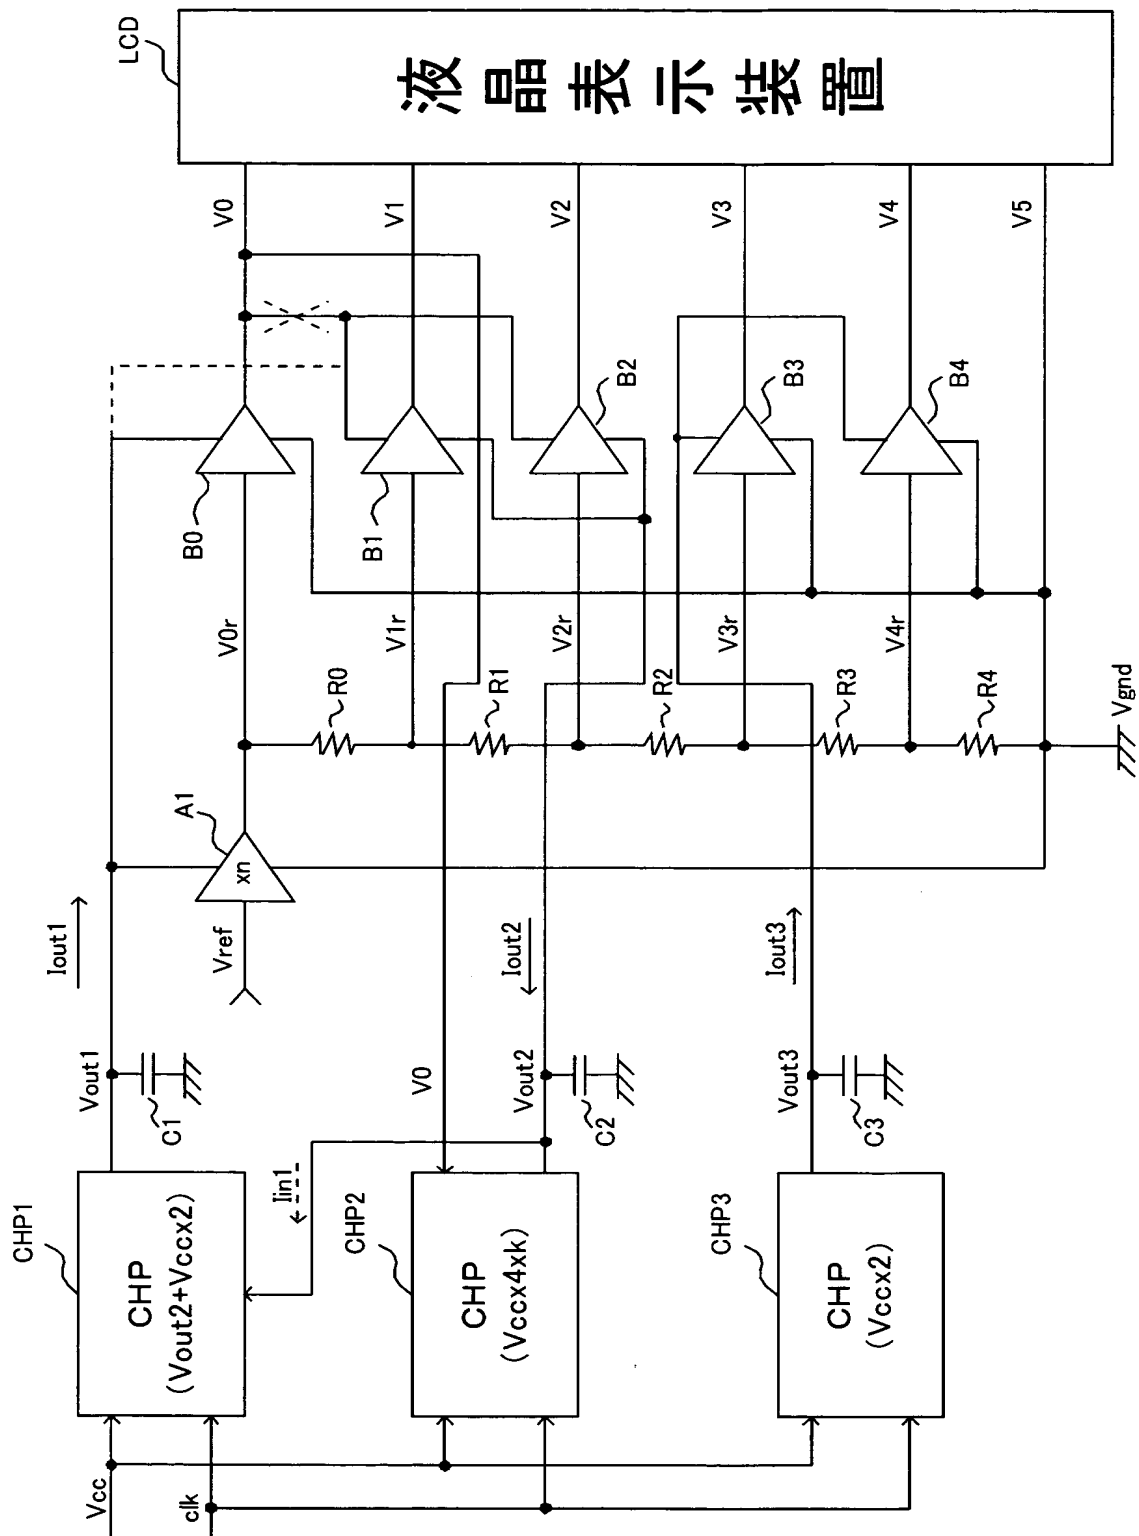 LCD
液晶表示装置
V0
V1
V2
V3
V4
V5
B0
B1
B2
B3
B4
V0r
V1r
V2r
V3r
V4r
R0
R1
R2
R3
R4
Vgnd
A1
xn
Vref
Iout1
Iout2
Iout3
Vout1
V0
Vout2
Vout3
C1
C2
C3
Iin1
CHP1
CHP
(Vout2+Vccx2)
CHP2
CHP
(Vccx4xk)
CHP3
CHP
(Vccx2)
Vcc
clk